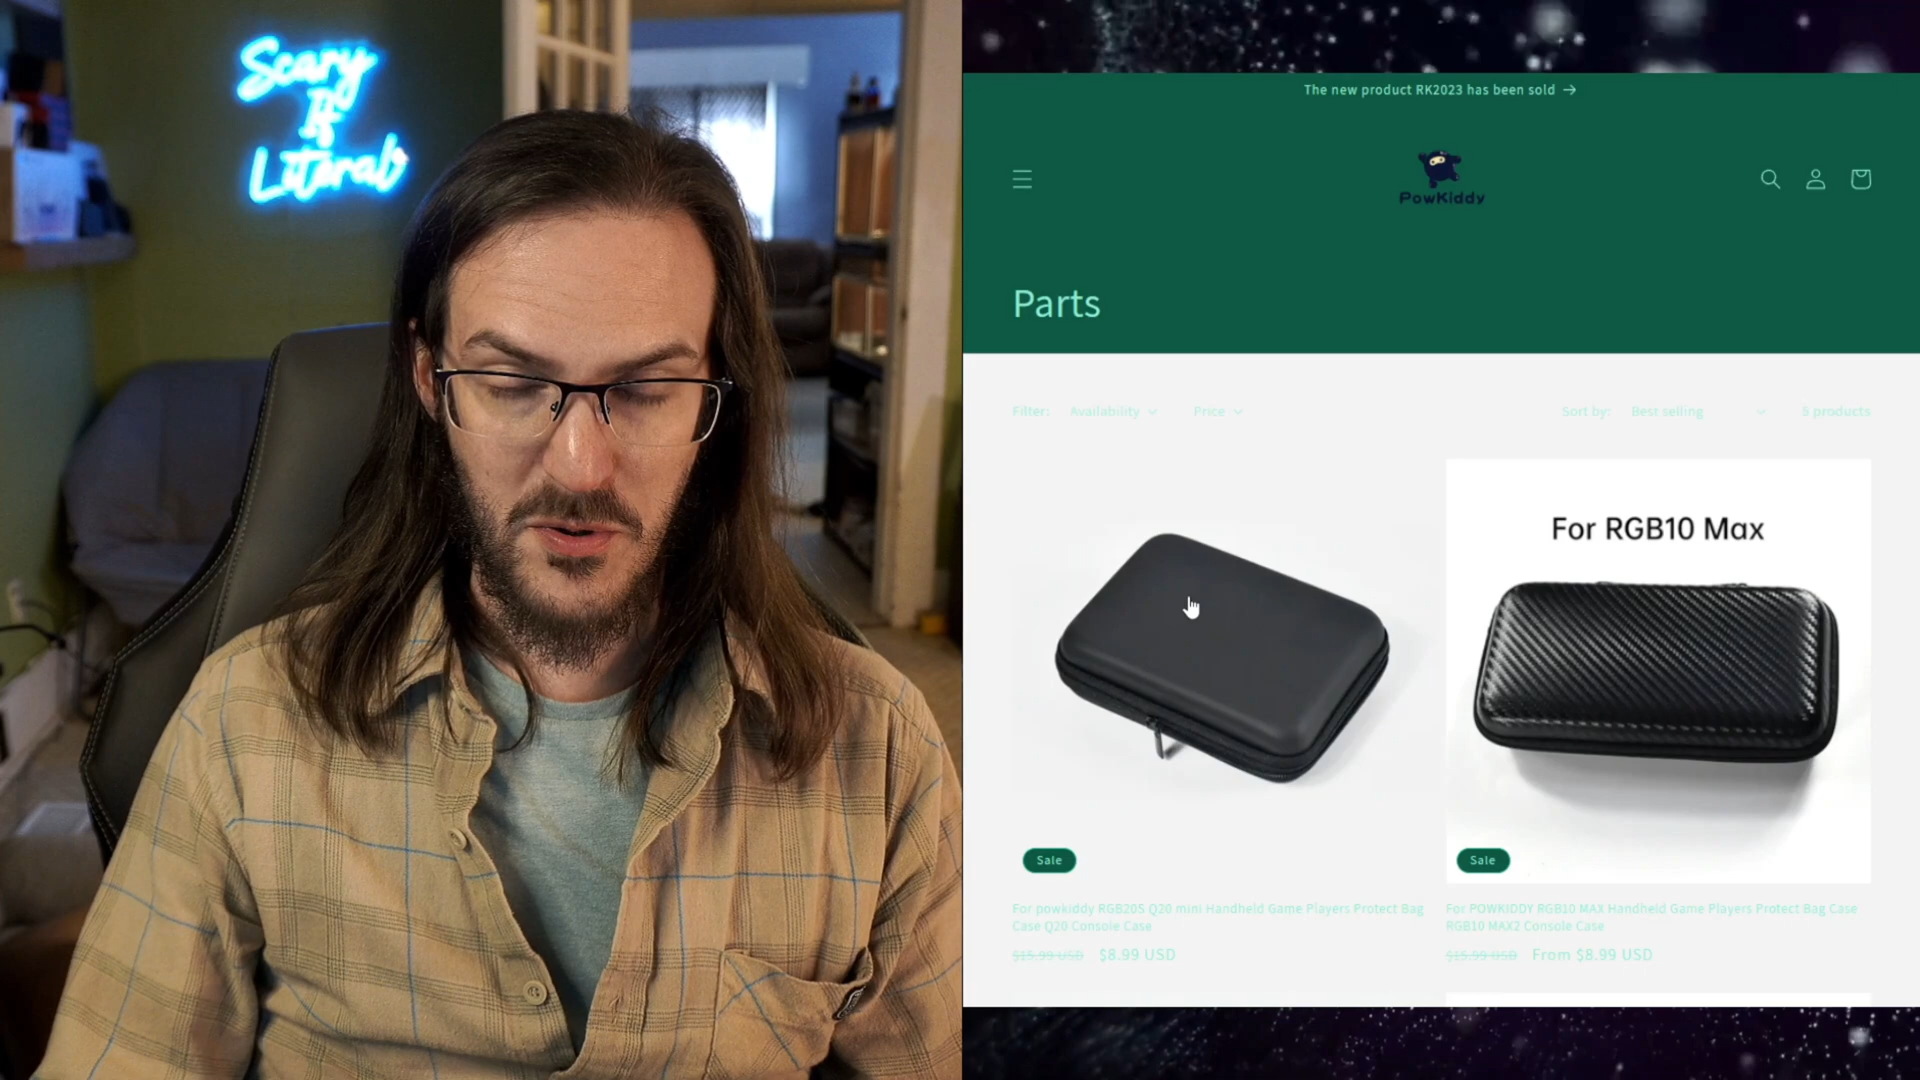 Scary
If
Literal
The new product RK2023 has been sold →
PowKiddy
Parts
Filter: Availability Price
Sort by: Best selling 5 products
For RGB10 Max
Sale
Sale
For powkiddy RGB20S Q20 mini Handheld Game Players Protect Bag
Case Q20 Console Case
$15.99 USD $8.99 USD
For POWKIDDY RGB10 MAX Handheld Game Players Protect Bag Case
RGB10 MAX2 Console Case
$15.99 USD From $8.99 USD